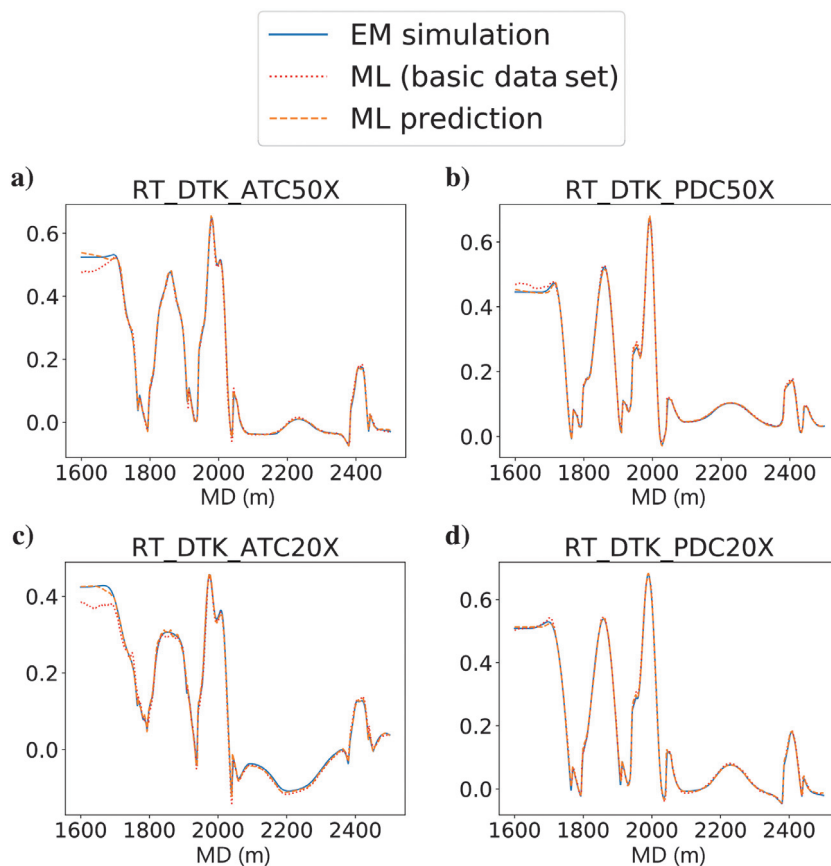 EM simulation
ML (basic data set)
ML prediction
a)
RT_DTK_ATC50X
0.6
0.4
0.2
0.0
1600 1800 2000 2200 2400
MD (m)
b)
RT_DTK_PDC50X
0.6
0.4
0.2
0.0
1600 1800 2000 2200 2400
MD (m)
c)
RT_DTK_ATC20X
0.4
0.2
0.0
1600 1800 2000 2200 2400
MD (m)
d)
RT_DTK_PDC20X
0.6
0.4
0.2
0.0
1600 1800 2000 2200 2400
MD (m)